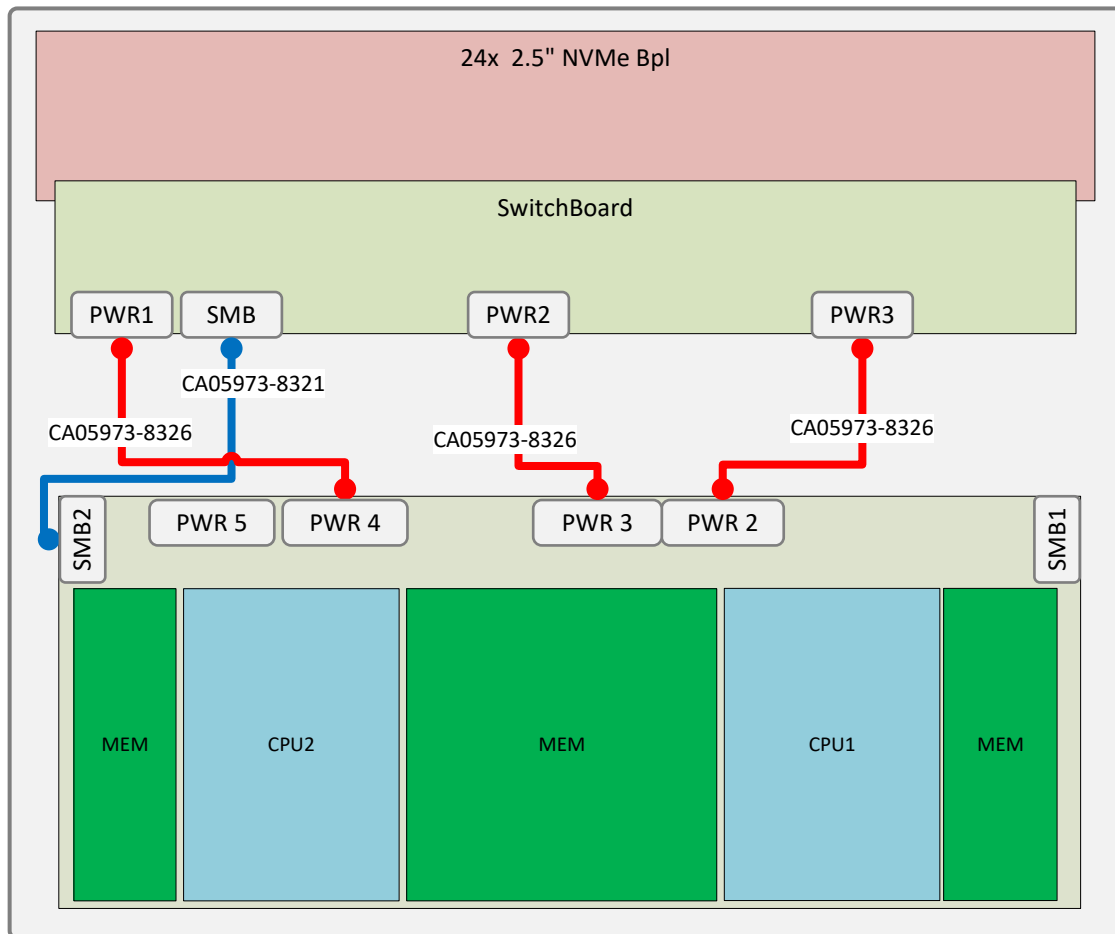 24x 2.5" NVMe Bpl
SwitchBoard
PWR1
SMB
PWR2
PWR3
CA05973-8321
CA05973-8326
CA05973-8326
CA05973-8326
SMB2
PWR 5
PWR 4
PWR 3
PWR 2
SMB1
MEM
CPU2
MEM
CPU1
MEM